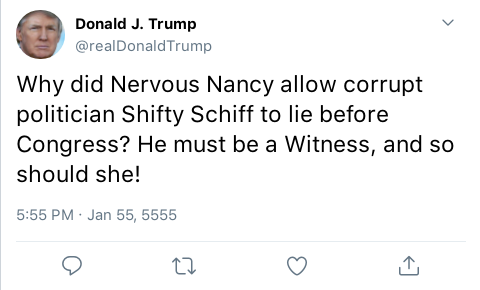 Donald J. Trump
@realDonaldTrump
Why did Nervous Nancy allow corrupt
politician Shifty Schiff to lie before
Congress? He must be a Witness, and so
should she!
5:55 PM · Jan 55, 5555